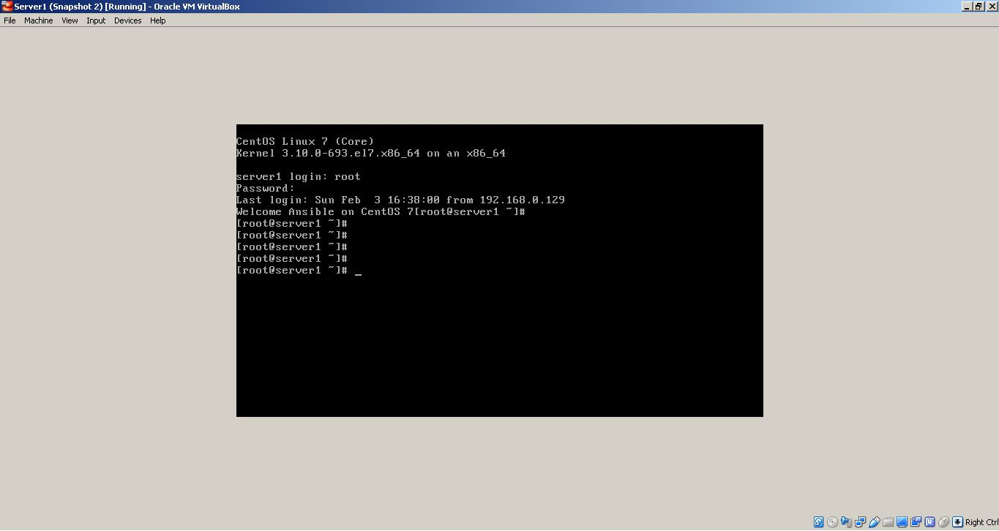 Server1 (Snapshot 2) [Running] - Oracle VM VirtualBox
File Machine View Input Devices Help
CentOS Linux 7 (Core)
Kernel 3.10.0-693.el7.x86_64 on an x86_64
server1 login: root
Password:
Last login: Sun Feb  3 16:38:00 from 192.168.0.129
Welcome Ansible on CentOS 7[root@server1 ~]#
[root@server1 ~]#
[root@server1 ~]#
[root@server1 ~]#
[root@server1 ~]#
[root@server1 ~]# _
Right Ctrl